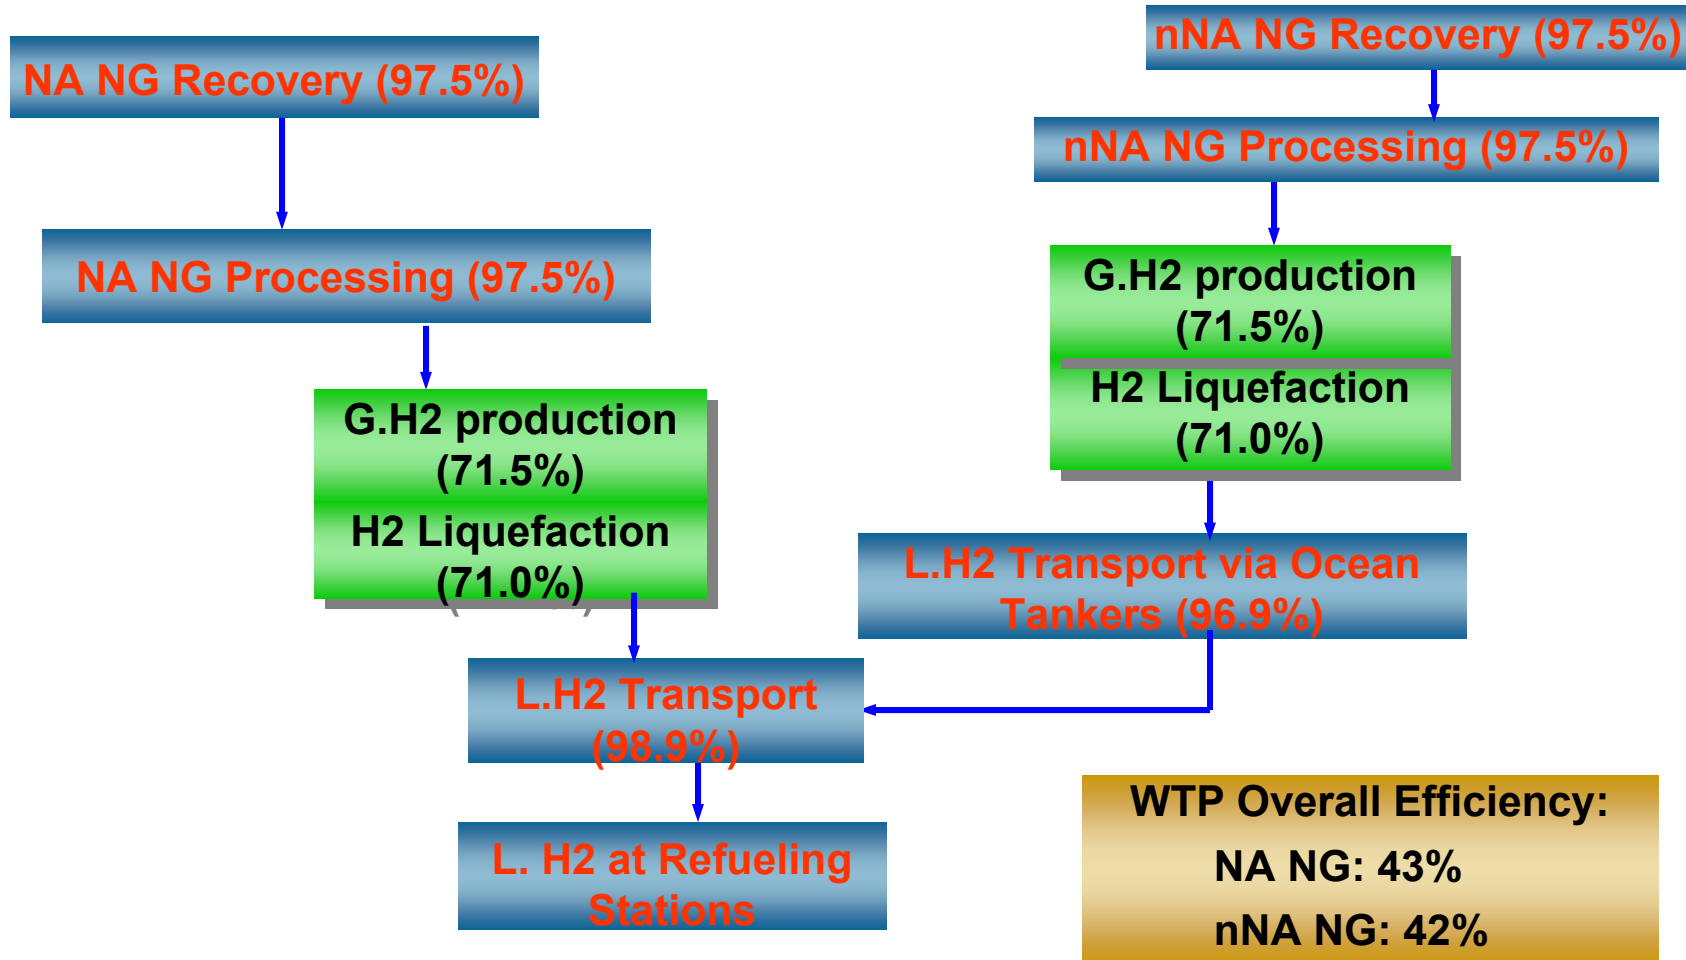 NA NG Recovery (97.5%)
NA NG Processing (97.5%)
G.H2 production
(71.5%)
H2 Liquefaction
(71.0%)
nNA NG Recovery (97.5%)
nNA NG Processing (97.5%)
G.H2 production
(71.5%)
H2 Liquefaction
(71.0%)
L.H2 Transport via Ocean
Tankers (96.9%)
L.H2 Transport
(98.9%)
L. H2 at Refueling
Stations
WTP Overall Efficiency:
NA NG: 43%
nNA NG: 42%